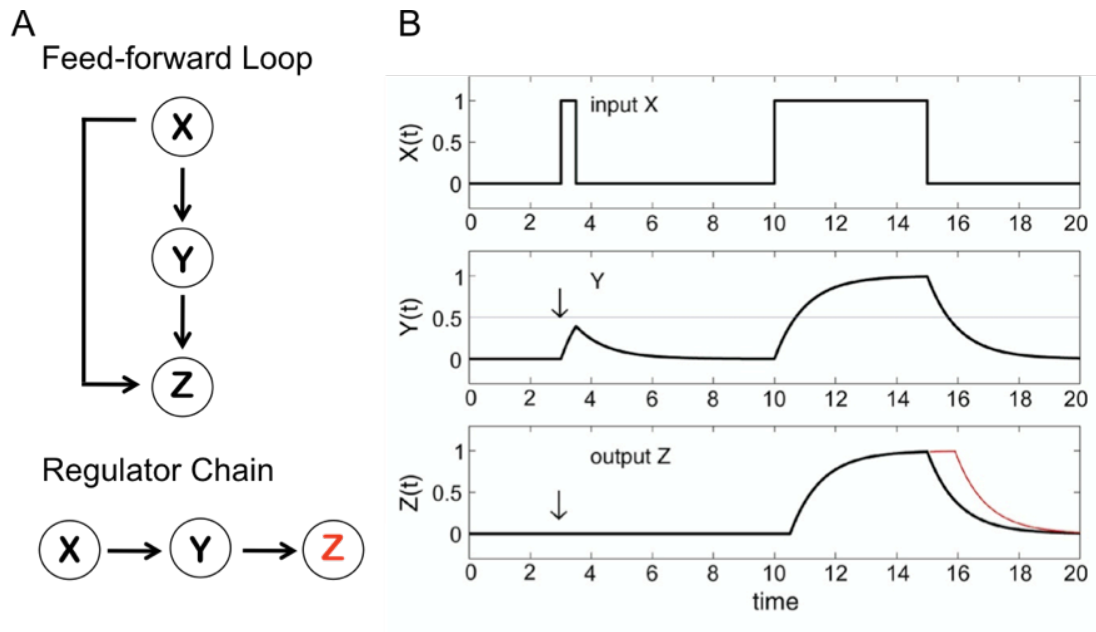 A
Feed-forward Loop
X
Y
Z
Regulator Chain
X Y Z
B
input X
X(t)
1
0.5
0
0 2 4 6 8 10 12 14 16 18 20
Y
Y(t)
1
0.5
0
0 2 4 6 8 10 12 14 16 18 20
output Z
Z(t)
1
0.5
0
0 2 4 6 8 10 12 14 16 18 20
time